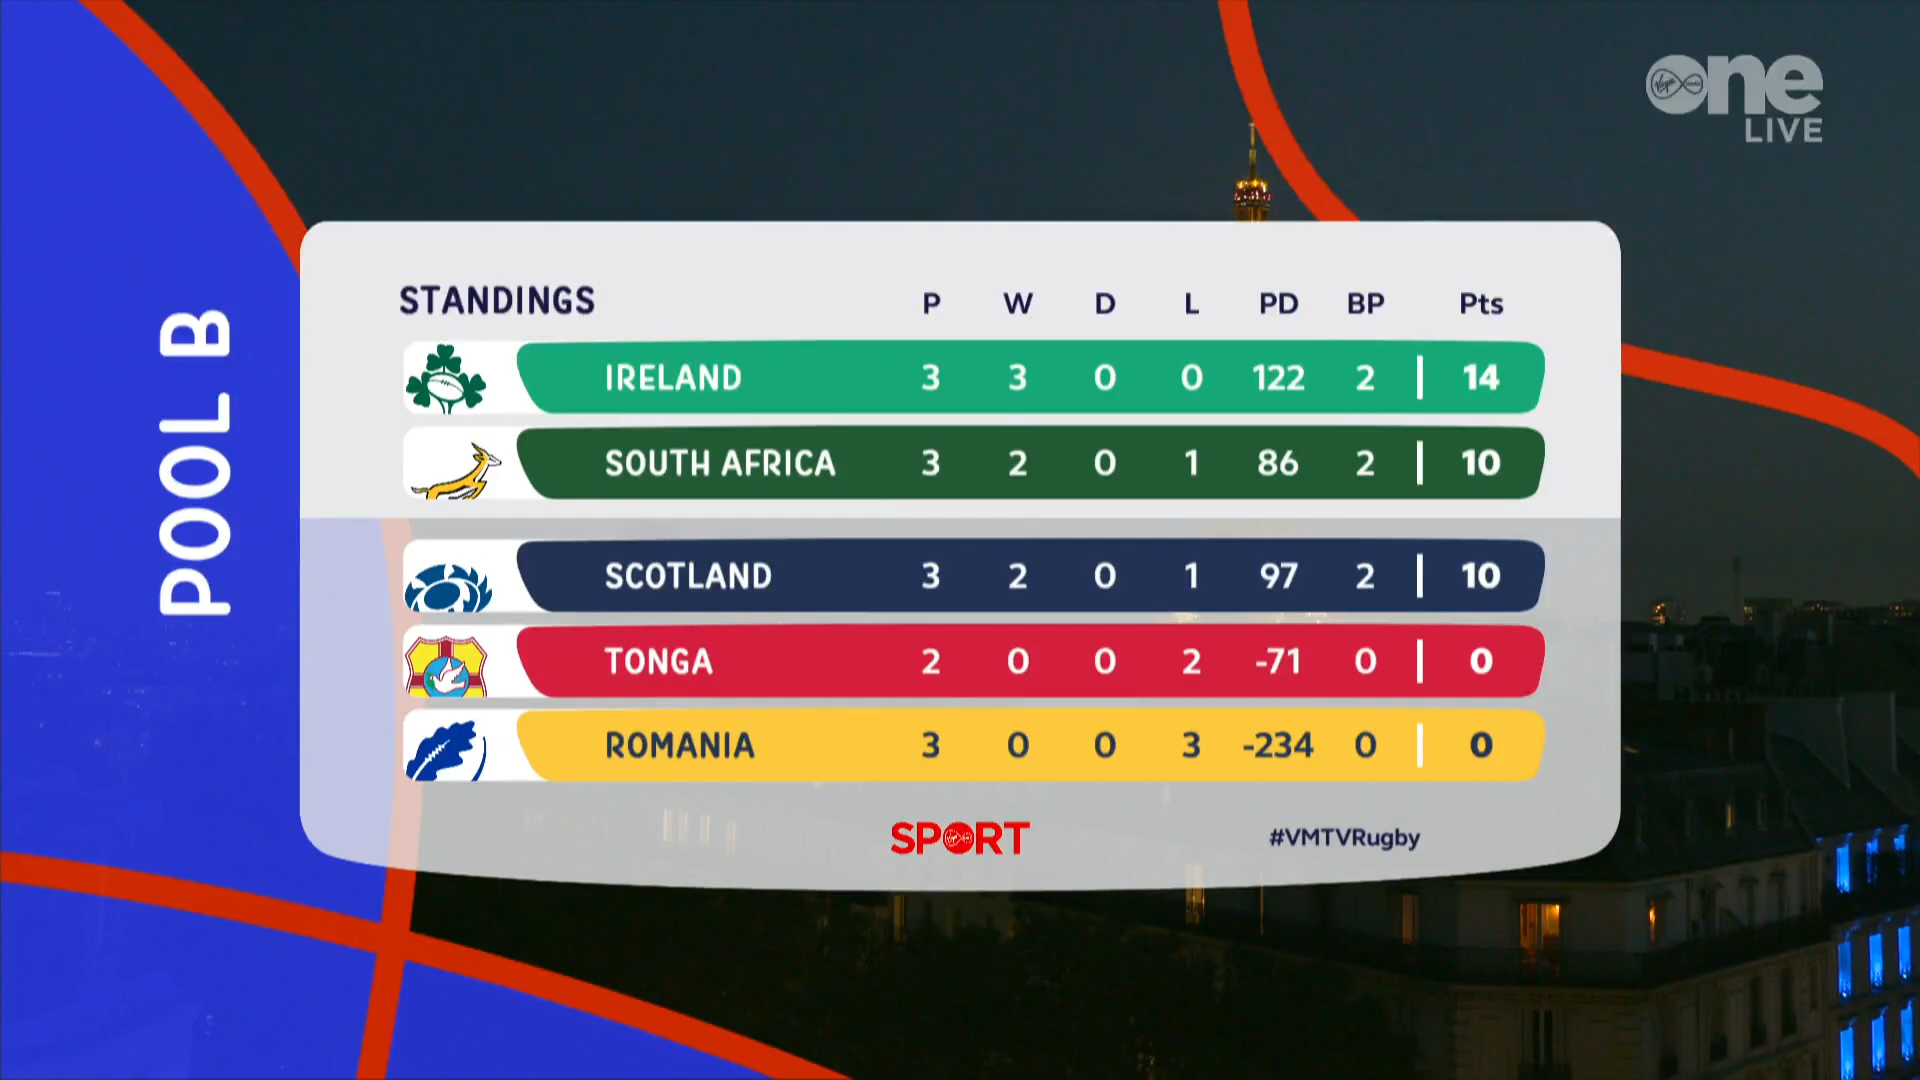 one
LIVE
POOL B
STANDINGS P W D L PD BP Pts
IRELAND 3 3 0 0 122 2 14
SOUTH AFRICA 3 2 0 1 86 2 10
SCOTLAND 3 2 0 1 97 2 10
TONGA 2 0 0 2 -71 0 0
ROMANIA 3 0 0 3 -234 0 0
SPORT #VMTVRugby